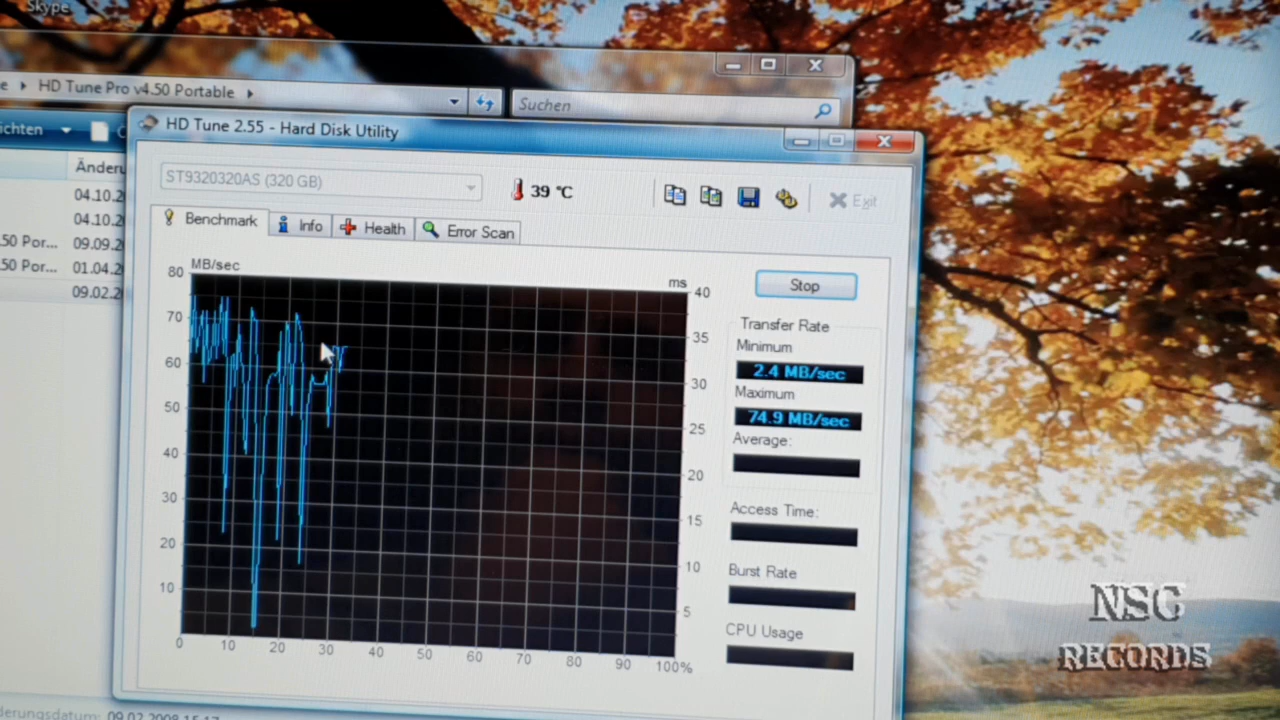 Skype
HD Tune Pro v4.50 Portable
Suchen
HD Tune 2.55 - Hard Disk Utility
ichten
Änderu
04.10.2
04.10.2
.50 Por... 09.09.2
.50 Por... 01.04.2
09.02.2
ST9320320AS (320 GB)
39 °C
Exit
Benchmark
Info
Health
Error Scan
MB/sec
ms
80
70
60
50
40
30
20
10
40
35
30
25
20
15
10
5
0 10 20 30 40 50 60 70 80 90 100%
Stop
Transfer Rate
Minimum
2.4 MB/sec
Maximum
74.9 MB/sec
Average:
Access Time:
Burst Rate
CPU Usage
NSC
RECORDS